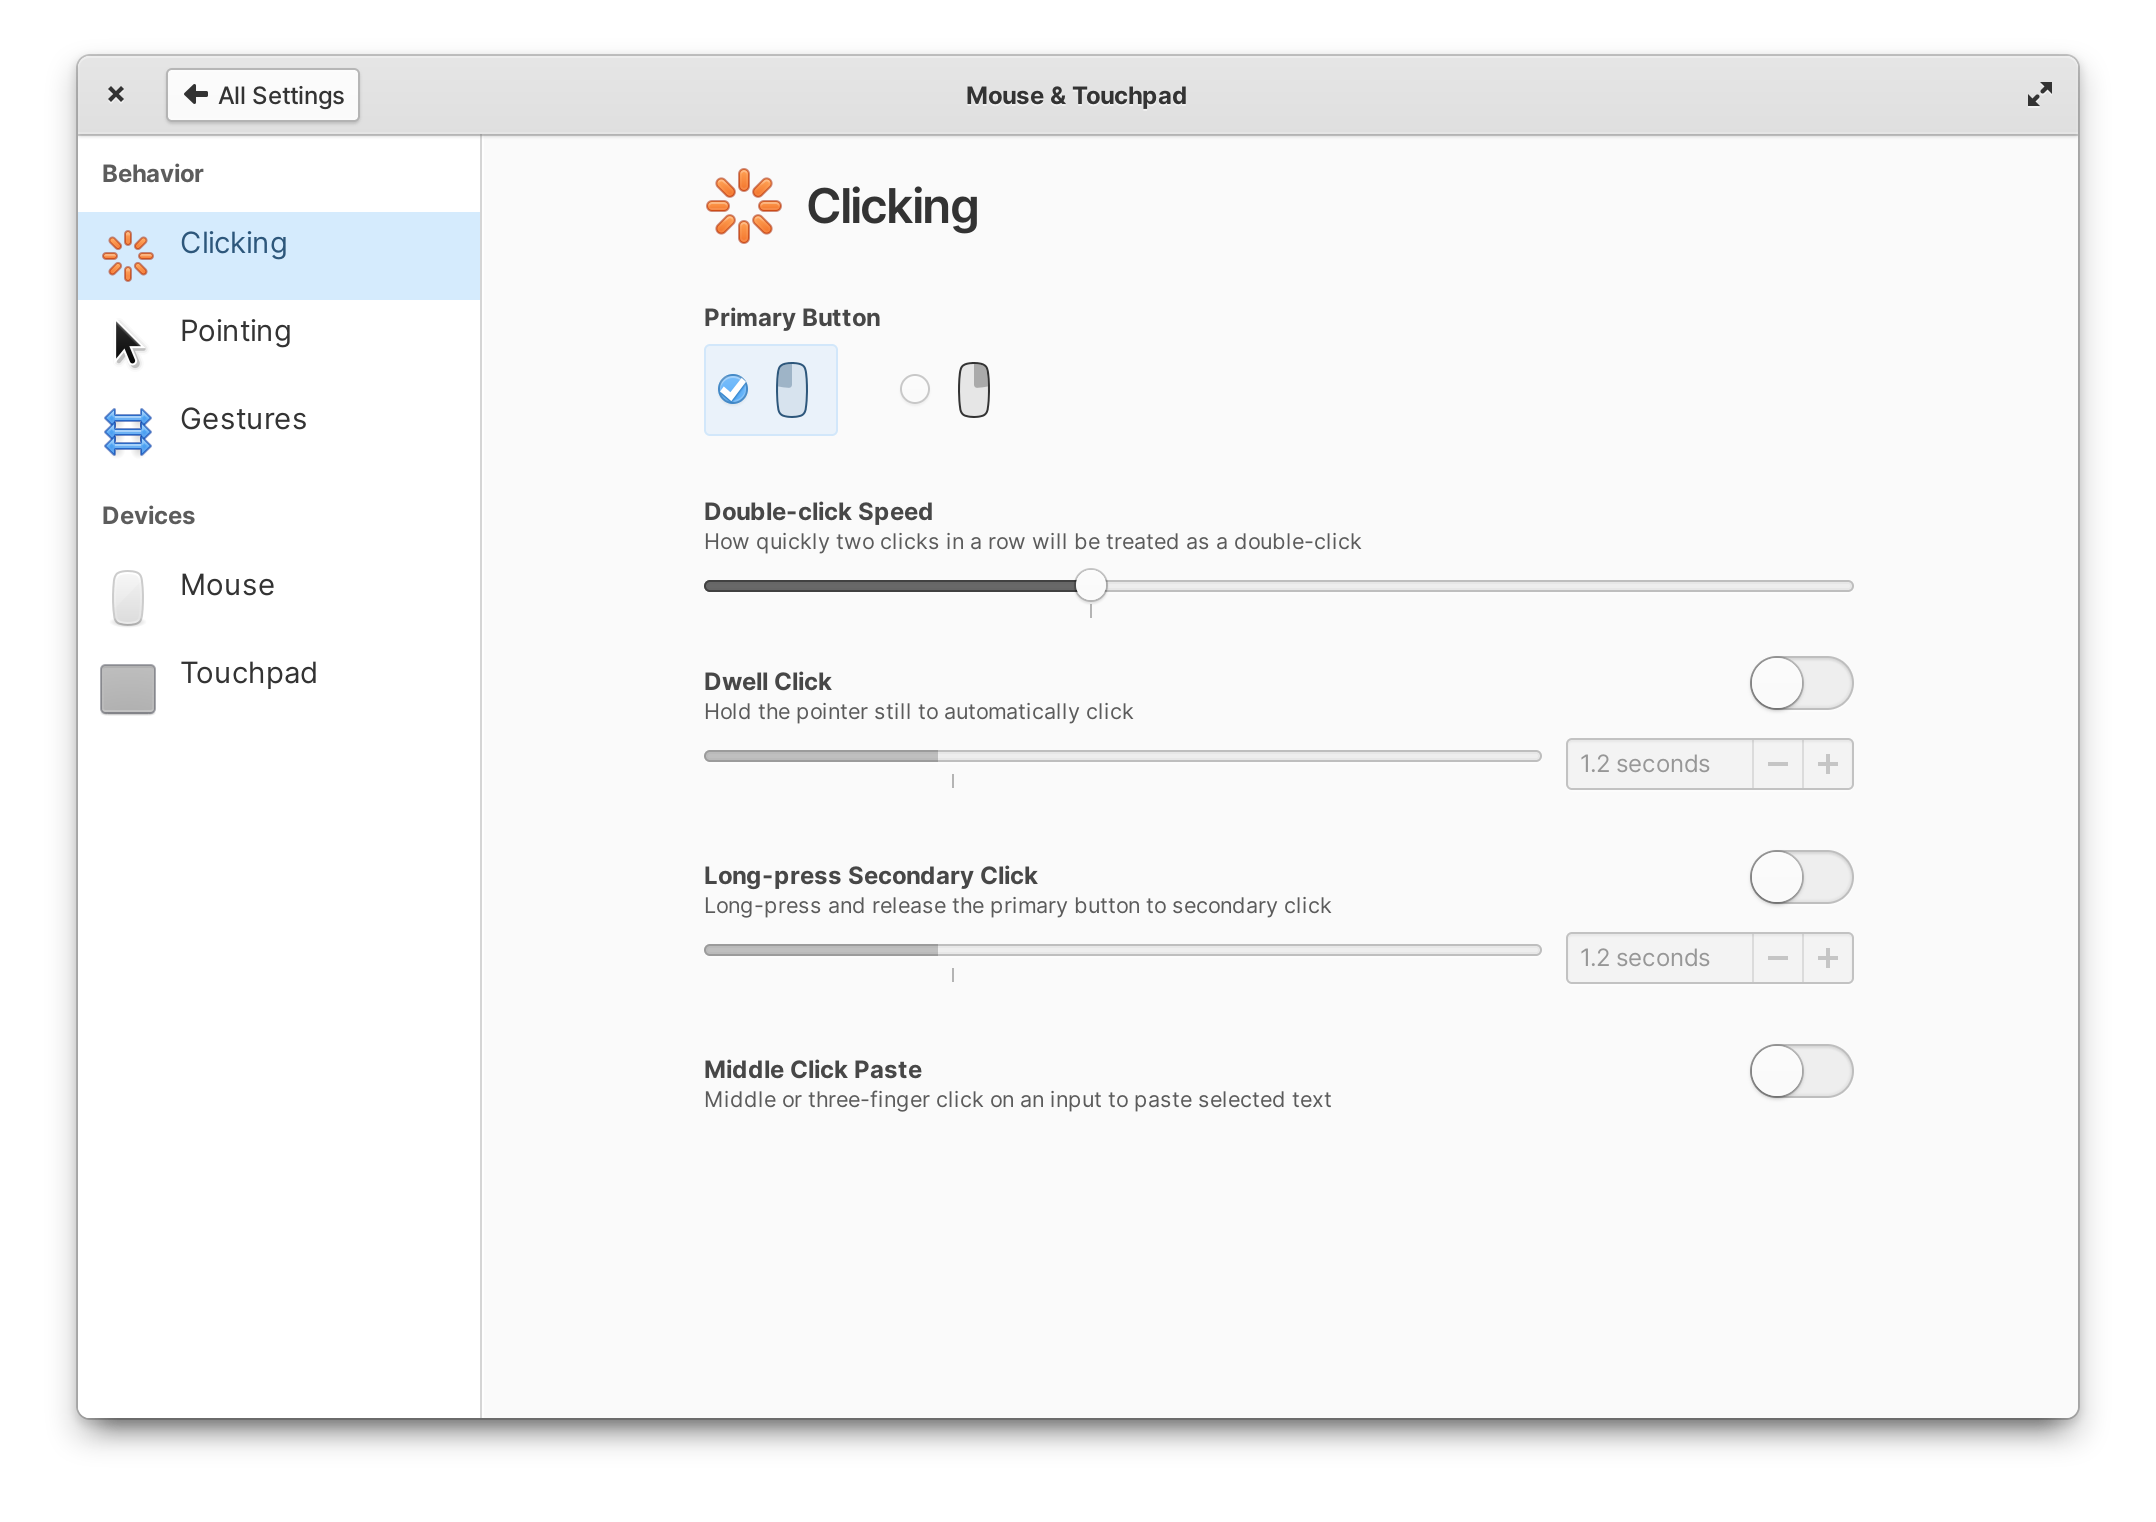 All Settings
Mouse & Touchpad
Behavior
Clicking
Pointing
Gestures
Devices
Mouse
Touchpad
Clicking
Primary Button
Double-click Speed
How quickly two clicks in a row will be treated as a double-click
Dwell Click
Hold the pointer still to automatically click
1.2 seconds
Long-press Secondary Click
Long-press and release the primary button to secondary click
1.2 seconds
Middle Click Paste
Middle or three-finger click on an input to paste selected text